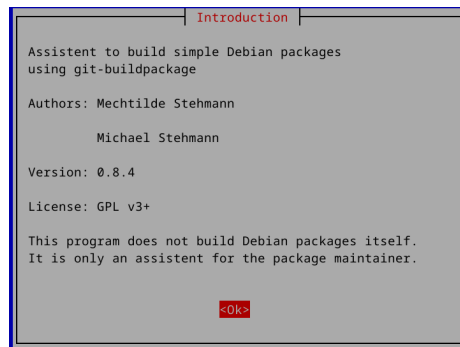 Introduction
Assistent to build simple Debian packages
using git-buildpackage
Authors: Mechtilde Stehmann
Michael Stehmann
Version: 0.8.4
License: GPL v3+
This program does not build Debian packages itself.
It is only an assistent for the package maintainer.
<Ok>